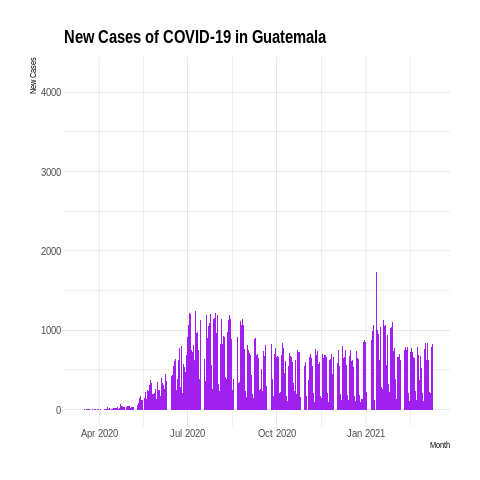 New Cases of COVID-19 in Guatemala
New Cases
4000
3000
2000
1000
0
Apr 2020
Jul 2020
Oct 2020
Jan 2021
Month